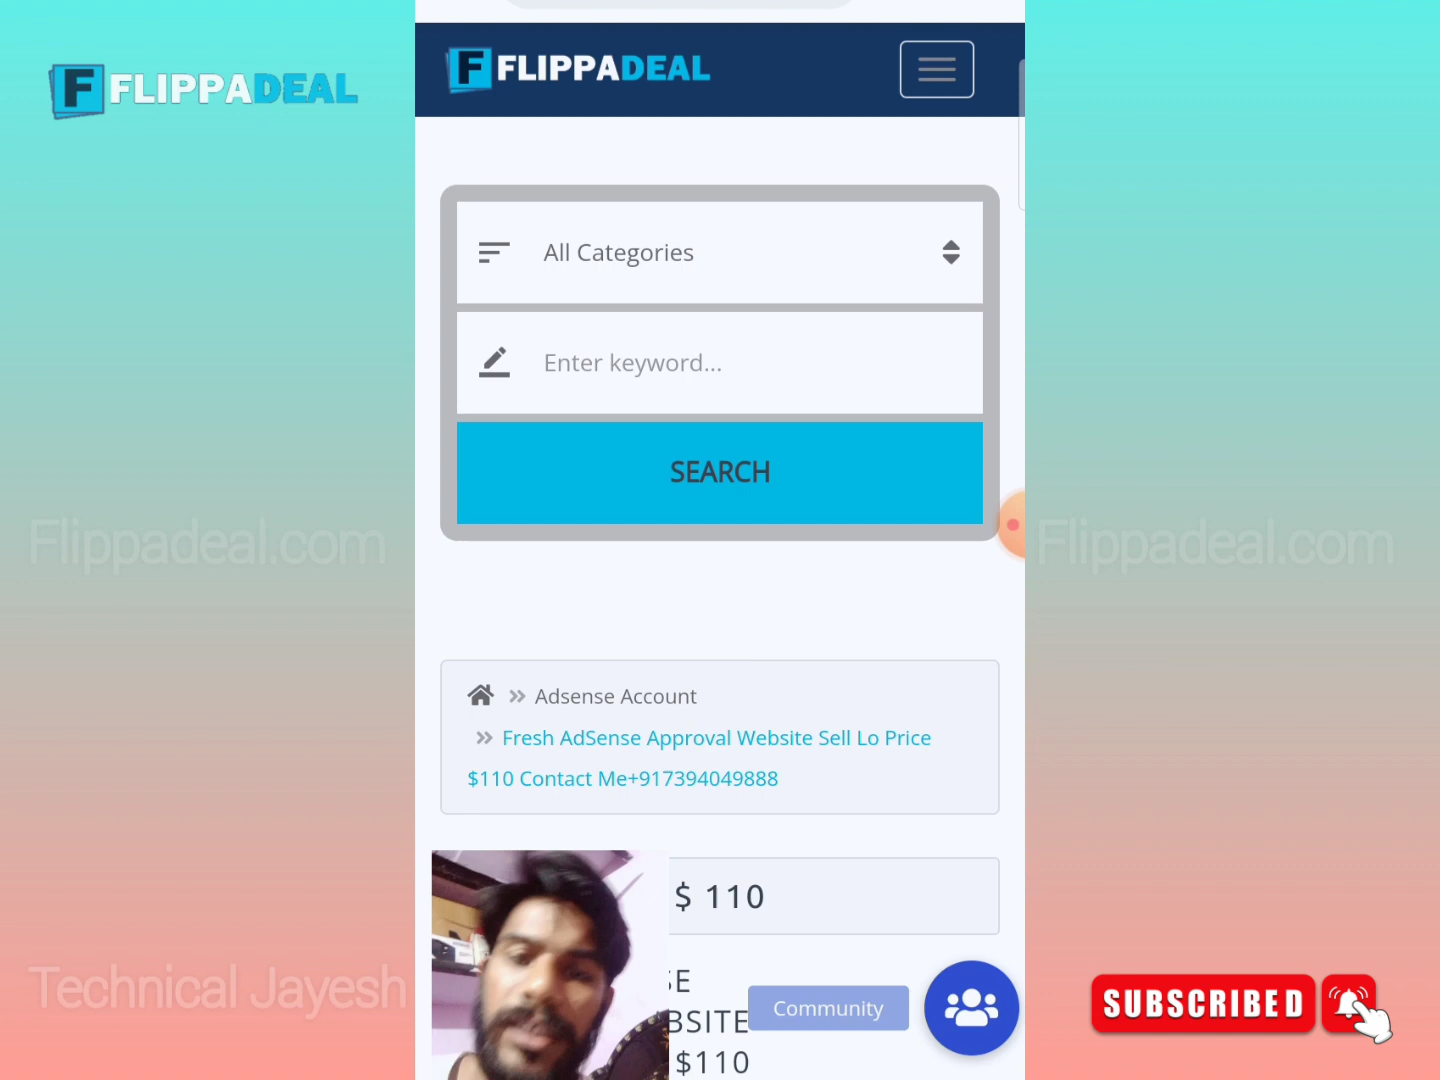 FLIPPADEAL
FLIPPADEAL
All Categories
Enter keyword...
SEARCH
Flippadeal.com
Flippadeal.com
Adsense Account
Fresh AdSense Approval Website Sell Lo Price
$110 Contact Me+917394049888
$ 110
SE
BSITE
$110
Community
Technical Jayesh
SUBSCRIBED